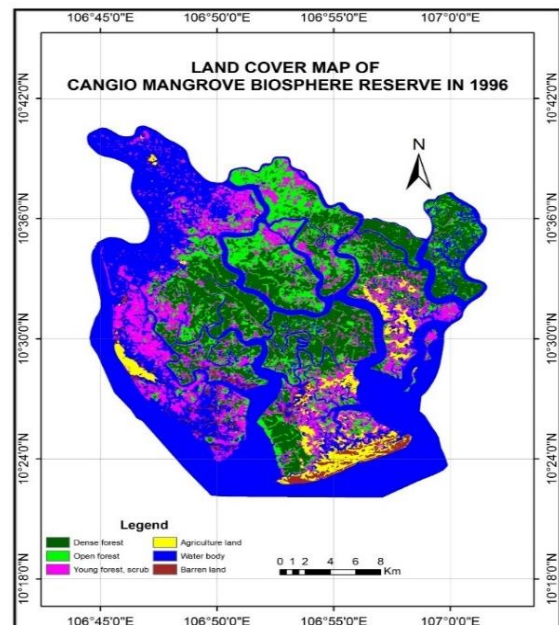 106°45'0"E 106°50'0"E 106°55'0"E 107°0'0"E
LAND COVER MAP OF
CANGIO MANGROVE BIOSPHERE RESERVE IN 1996
N
10°42'0"N 10°42'0"N
10°36'0"N 10°36'0"N
10°30'0"N 10°30'0"N
10°24'0"N 10°24'0"N
10°18'0"N 10°18'0"N
Legend
Dense forest Agriculture land
Open forest Water body
Young forest, scrub Barren land
0 1 2 4 6 8
Km
106°45'0"E 106°50'0"E 106°55'0"E 107°0'0"E